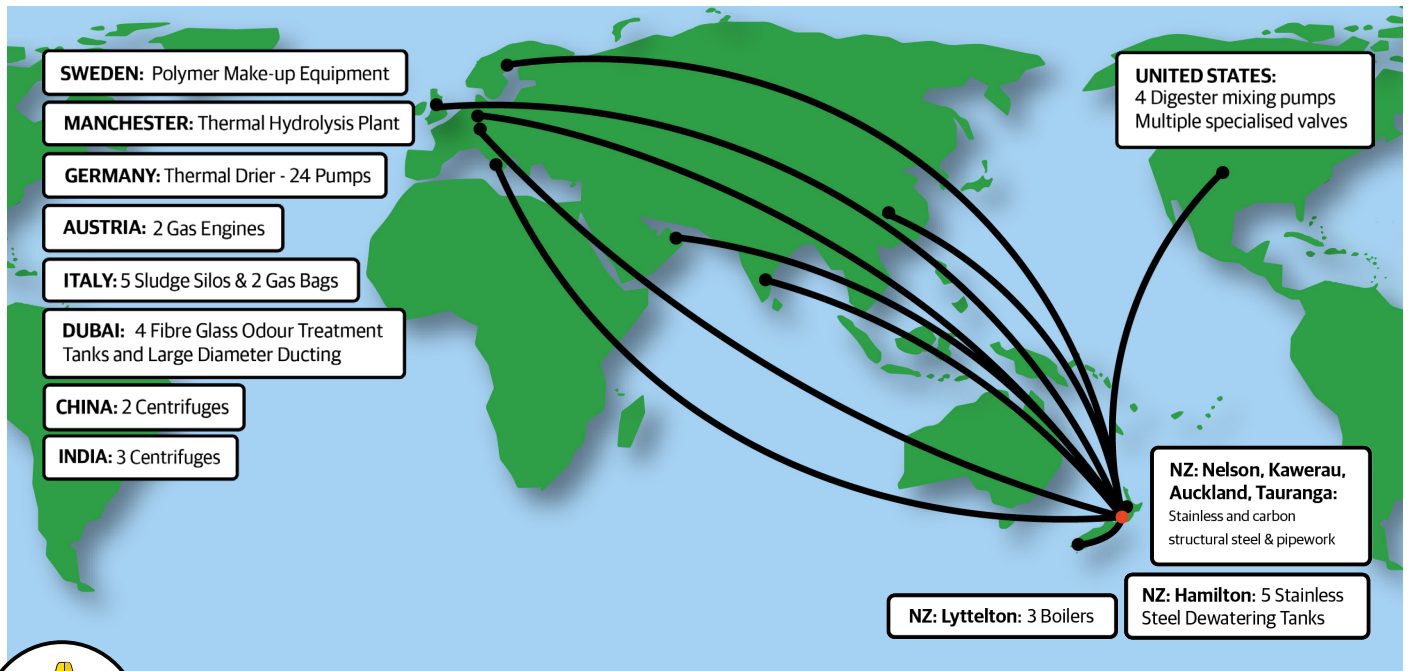 SWEDEN: Polymer Make-up Equipment
MANCHESTER: Thermal Hydrolysis Plant
GERMANY: Thermal Drier - 24 Pumps
AUSTRIA: 2 Gas Engines
ITALY: 5 Sludge Silos & 2 Gas Bags
DUBAI: 4 Fibre Glass Odour Treatment
Tanks and Large Diameter Ducting
CHINA: 2 Centrifuges
INDIA: 3 Centrifuges
UNITED STATES:
4 Digester mixing pumps
Multiple specialised valves
NZ: Nelson, Kawerau,
Auckland, Tauranga:
Stainless and carbon
structural steel & pipework
NZ: Lyttelton: 3 Boilers
NZ: Hamilton: 5 Stainless
Steel Dewatering Tanks